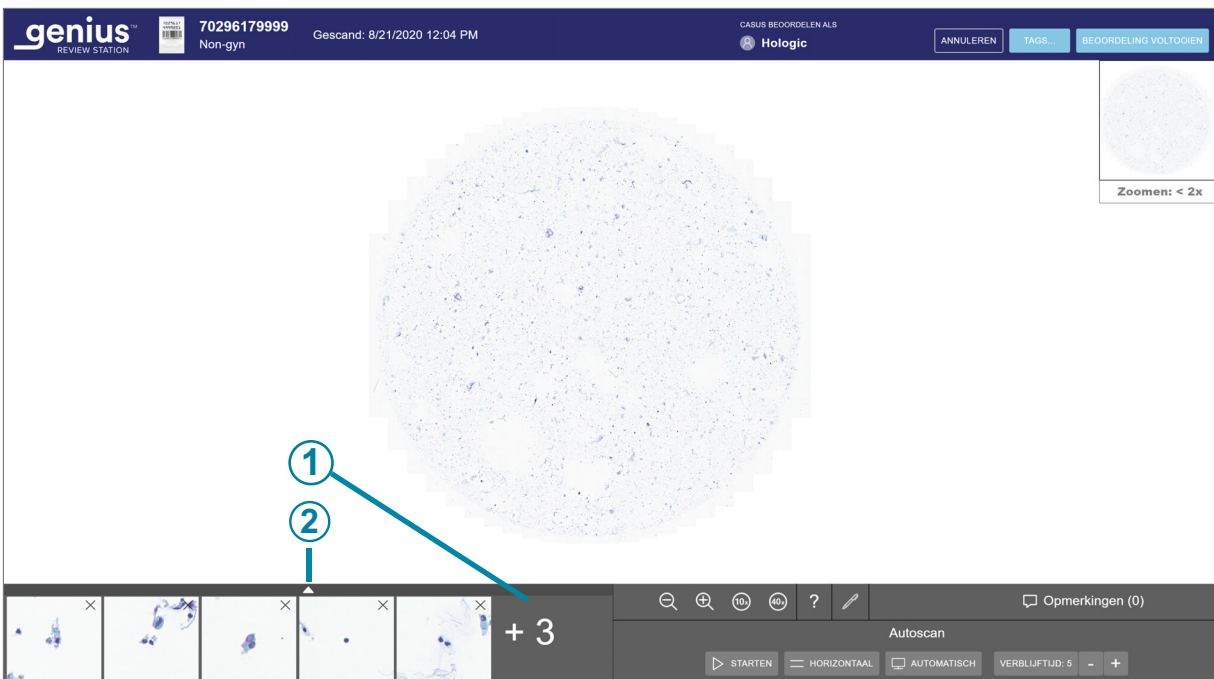 genius™
REVIEW STATION
70296179999
Non-gyn
Gescand: 8/21/2020 12:04 PM
CASUS BEOORDELEN ALS
Hologic
ANNULEREN
TAGS...
BEOORDELING VOLTOOIEN
Zoomen: < 2x
1
2
+ 3
10x
40x
?
Opmerkingen (0)
Autoscan
STARTEN
HORIZONTAAL
AUTOMATISCH
VERBLIJFTIJD: 5
-
+